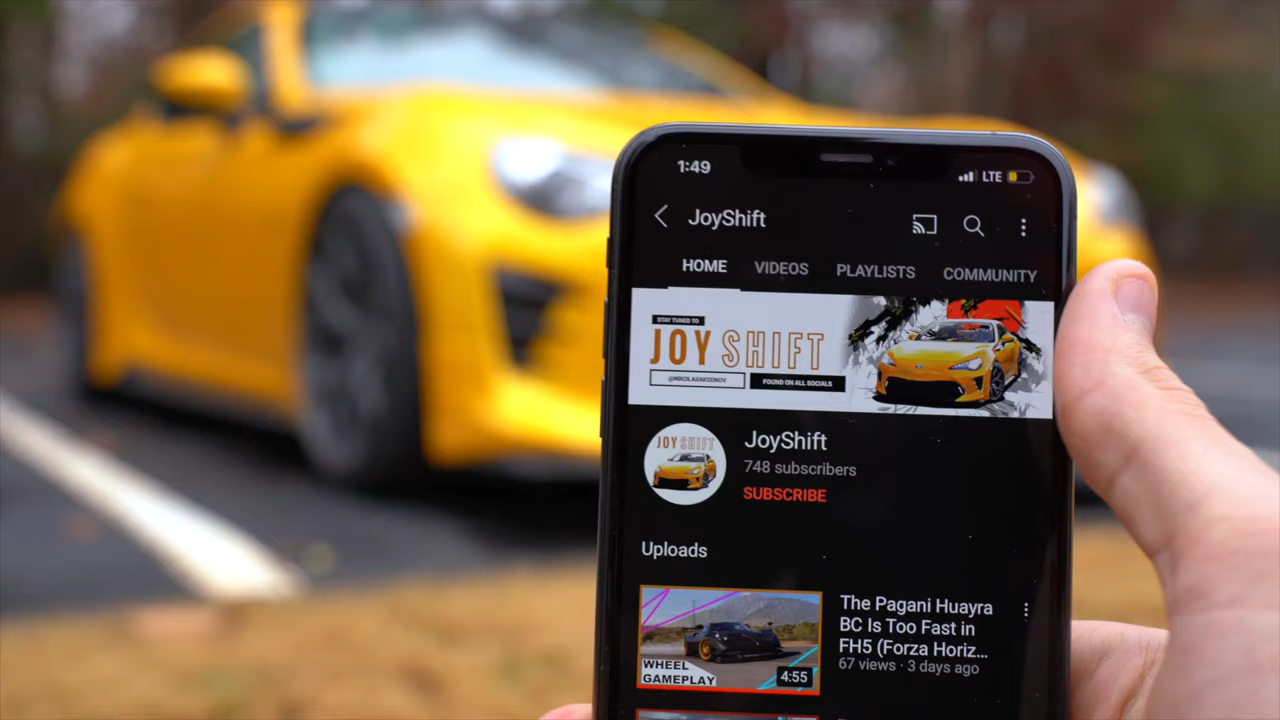 1:49
LTE
JoyShift
HOME VIDEOS PLAYLISTS COMMUNITY
STAY TUNED TO
JOY SHIFT
@NIKOLAIAKSENOV
FOUND ON ALL SOCIALS
JOY SHIFT
JoyShift
748 subscribers
SUBSCRIBE
Uploads
WHEEL
GAMEPLAY
4:55
The Pagani Huayra
BC Is Too Fast in
FH5 (Forza Horiz...
67 views · 3 days ago